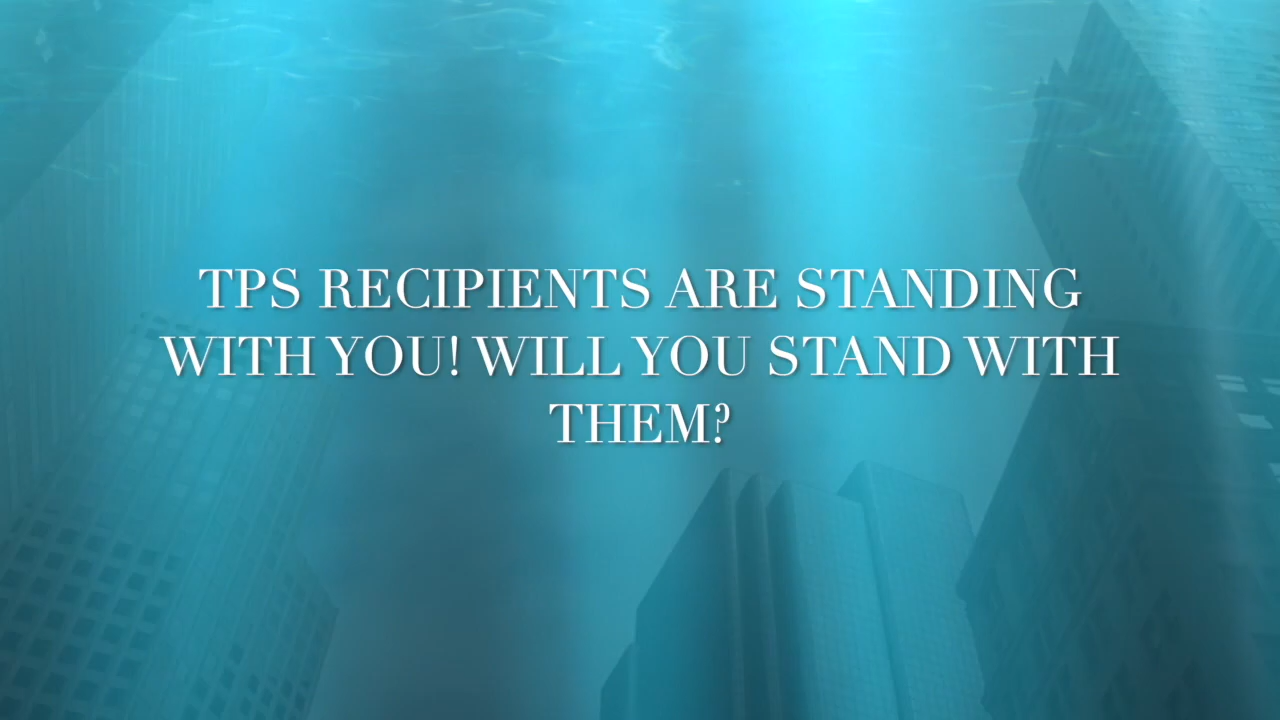 TPS RECIPIENTS ARE STANDING
WITH YOU! WILL YOU STAND WITH
THEM?